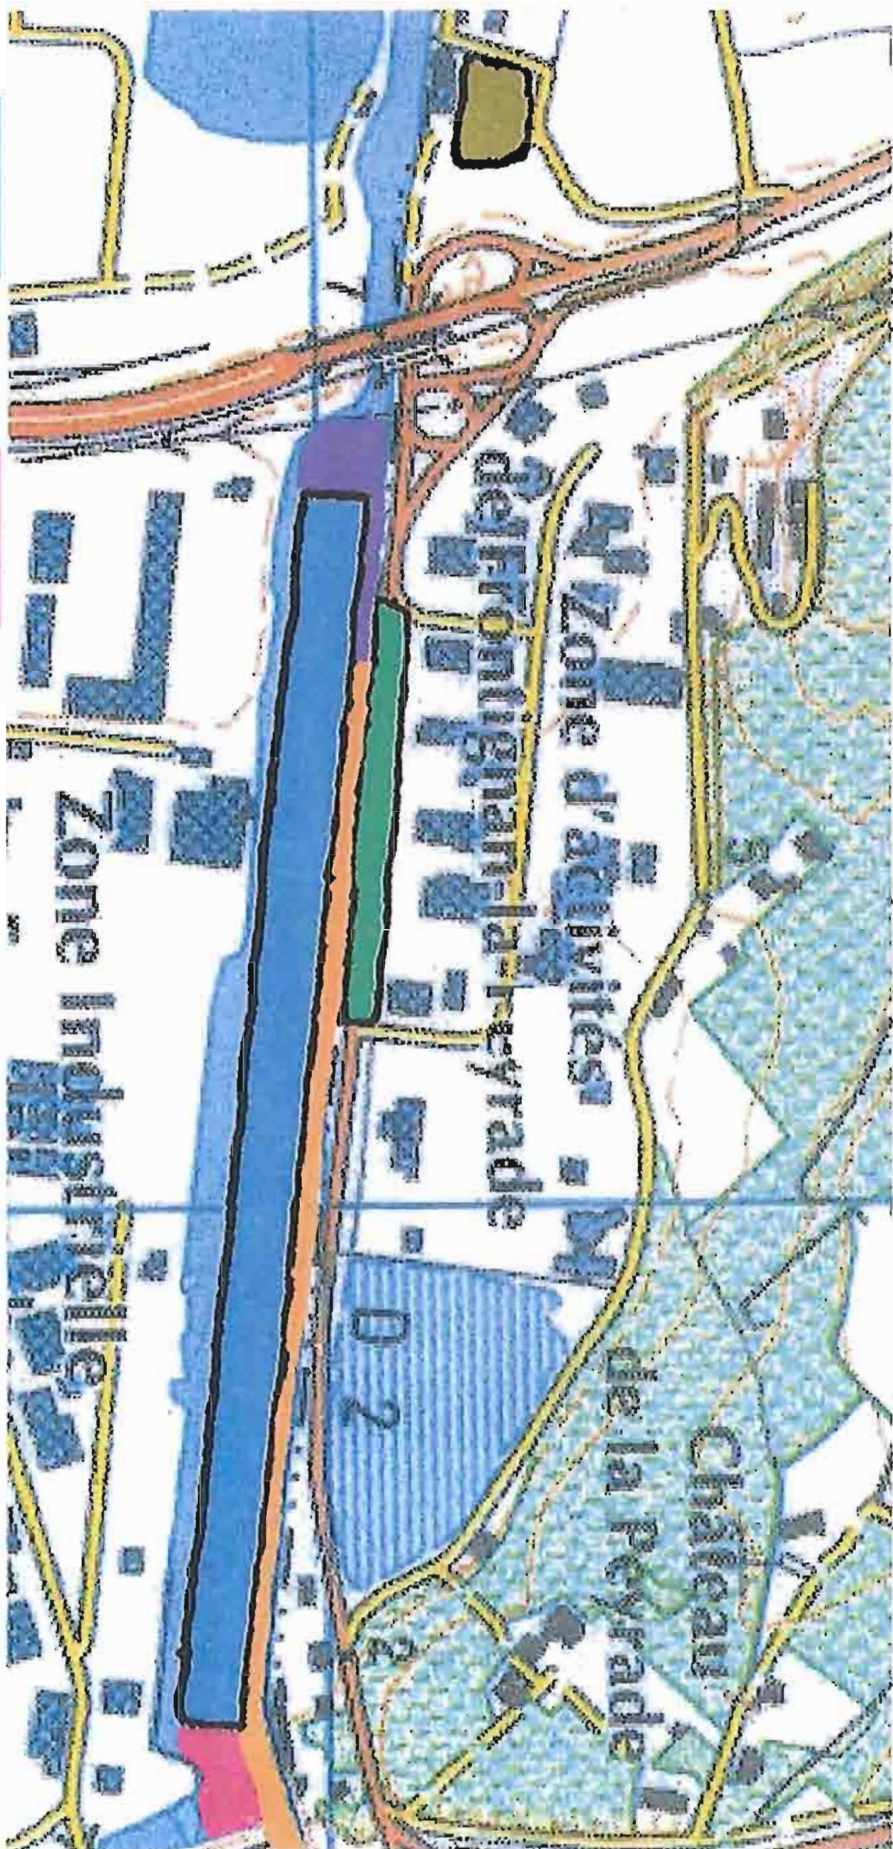 Zone d'activités
de Frontignan-la-Peyrade
Château
de la Peyrade
D 2
Zone Industrielle